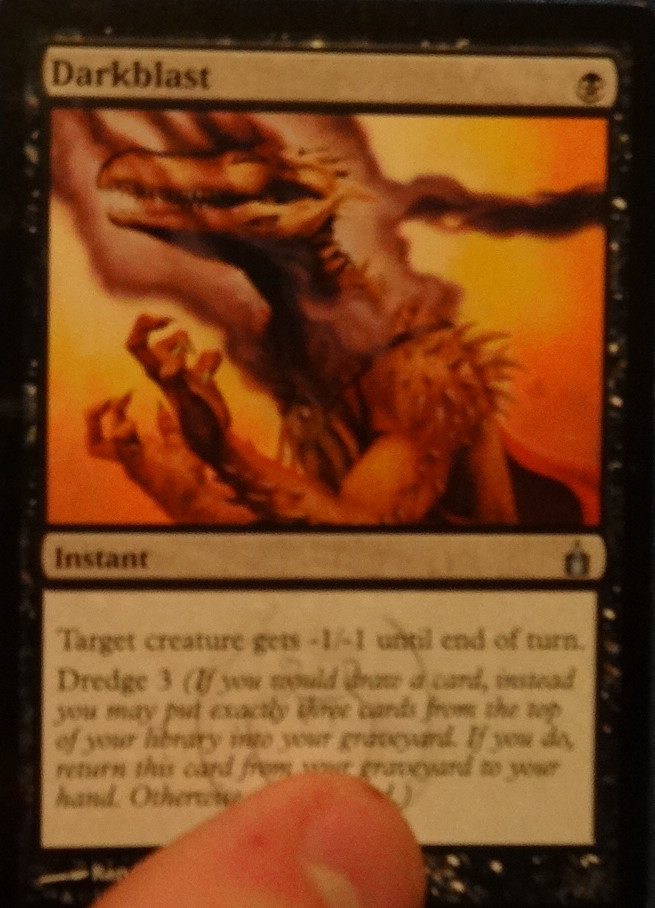 Darkblast
Instant
Target creature gets -1/-1 until end of turn.
Dredge 3 (If you would draw a card, instead
you may put exactly three cards from the top
of your library into your graveyard. If you do,
return this card from your graveyard to your
hand.